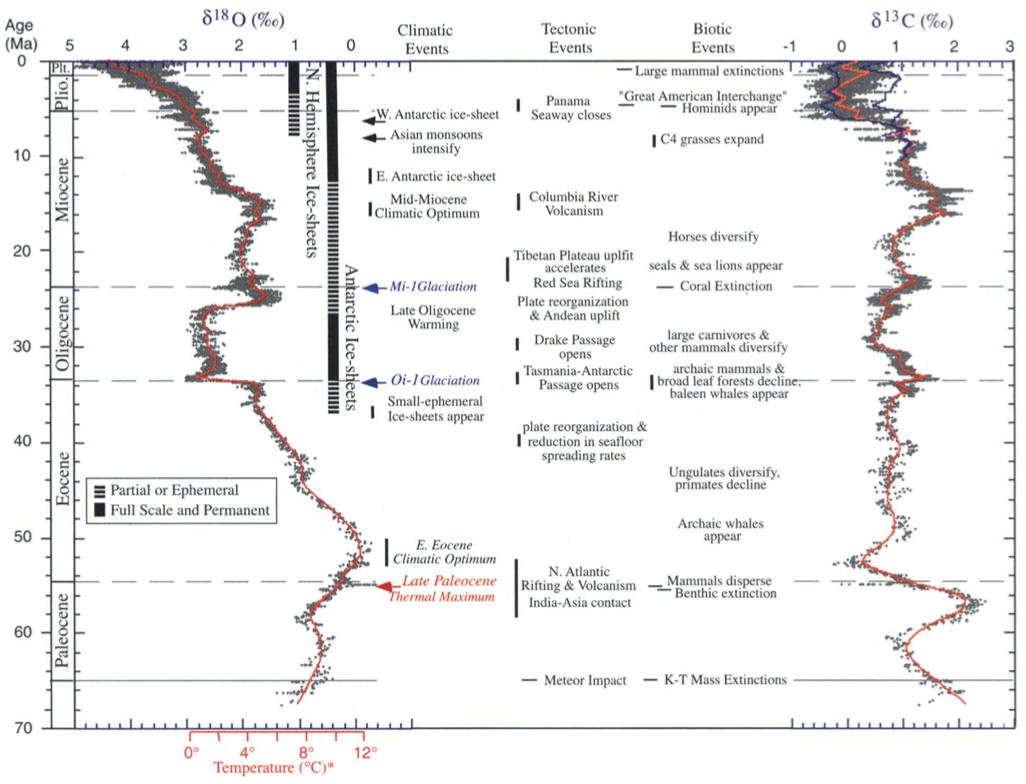 Age
(Ma)
δ18O (‰)
5 4 3 2 1 0
Climatic
Events
Tectonic
Events
Biotic
Events
δ13C (‰)
-1 0 1 2 3
0
10
20
30
40
50
60
70
Plt.
Plio.
Miocene
Oligocene
Eocene
Paleocene
N. Hemisphere Ice-sheets
Antarctic Ice-sheets
W. Antarctic ice-sheet
Asian monsoons
intensify
E. Antarctic ice-sheet
Mid-Miocene
Climatic Optimum
Mi-1Glaciation
Late Oligocene
Warming
Oi-1Glaciation
Small-ephemeral
Ice-sheets appear
E. Eocene
Climatic Optimum
Late Paleocene
Thermal Maximum
Panama
Seaway closes
Columbia River
Volcanism
Tibetan Plateau uplfit
accelerates
Red Sea Rifting
Plate reorganization
& Andean uplift
Drake Passage
opens
Tasmania-Antarctic
Passage opens
plate reorganization &
reduction in seafloor
spreading rates
N. Atlantic
Rifting & Volcanism
India-Asia contact
Meteor Impact
Large mammal extinctions
"Great American Interchange"
Hominids appear
C4 grasses expand
Horses diversify
seals & sea lions appear
Coral Extinction
large carnivores &
other mammals diversify
archaic mammals &
broad leaf forests decline,
baleen whales appear
Ungulates diversify,
primates decline
Archaic whales
appear
Mammals disperse
Benthic extinction
K-T Mass Extinctions
Partial or Ephemeral
Full Scale and Permanent
0° 4° 8° 12°
Temperature (°C)*